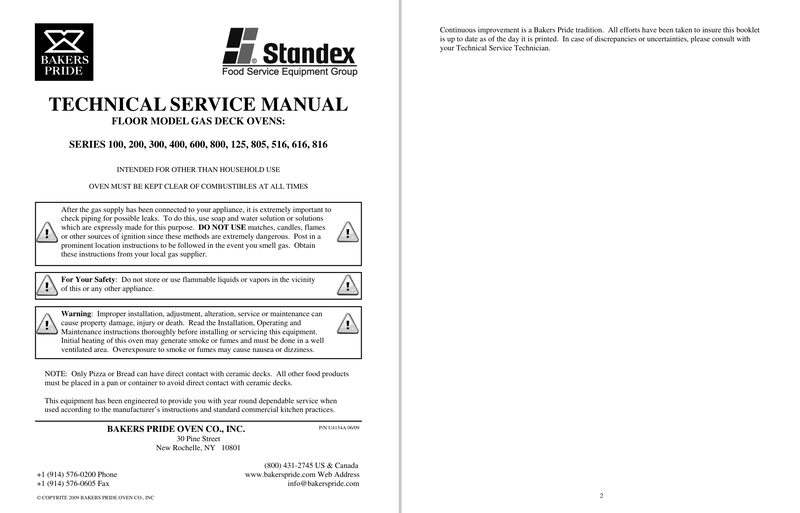 BAKERS
PRIDE
® Standex
Food Service Equipment Group
TECHNICAL SERVICE MANUAL
FLOOR MODEL GAS DECK OVENS:
SERIES 100, 200, 300, 400, 600, 800, 125, 805, 516, 616, 816
INTENDED FOR OTHER THAN HOUSEHOLD USE
OVEN MUST BE KEPT CLEAR OF COMBUSTIBLES AT ALL TIMES
After the gas supply has been connected to your appliance, it is extremely important to
check piping for possible leaks. To do this, use soap and water solution or solutions
which are expressly made for this purpose. DO NOT USE matches, candles, flames
or other sources of ignition since these methods are extremely dangerous. Post in a
prominent location instructions to be followed in the event you smell gas. Obtain
these instructions from your local gas supplier.
For Your Safety: Do not store or use flammable liquids or vapors in the vicinity
of this or any other appliance.
Warning: Improper installation, adjustment, alteration, service or maintenance can
cause property damage, injury or death. Read the Installation, Operating and
Maintenance instructions thoroughly before installing or servicing this equipment.
Initial heating of this oven may generate smoke or fumes and must be done in a well
ventilated area. Overexposure to smoke or fumes may cause nausea or dizziness.
NOTE: Only Pizza or Bread can have direct contact with ceramic decks. All other food products
must be placed in a pan or container to avoid direct contact with ceramic decks.
This equipment has been engineered to provide you with year round dependable service when
used according to the manufacturer's instructions and standard commercial kitchen practices.
BAKERS PRIDE OVEN CO., INC. P/N U4154A 06/09
30 Pine Street
New Rochelle, NY 10801
(800) 431-2745 US & Canada
+1 (914) 576-0200 Phone www.bakerspride.com Web Address
+1 (914) 576-0605 Fax info@bakerspride.com
© COPYRITE 2009 BAKERS PRIDE OVEN CO., INC
Continuous improvement is a Bakers Pride tradition. All efforts have been taken to insure this booklet
is up to date as of the day it is printed. In case of discrepancies or uncertainties, please consult with
your Technical Service Technician.
2